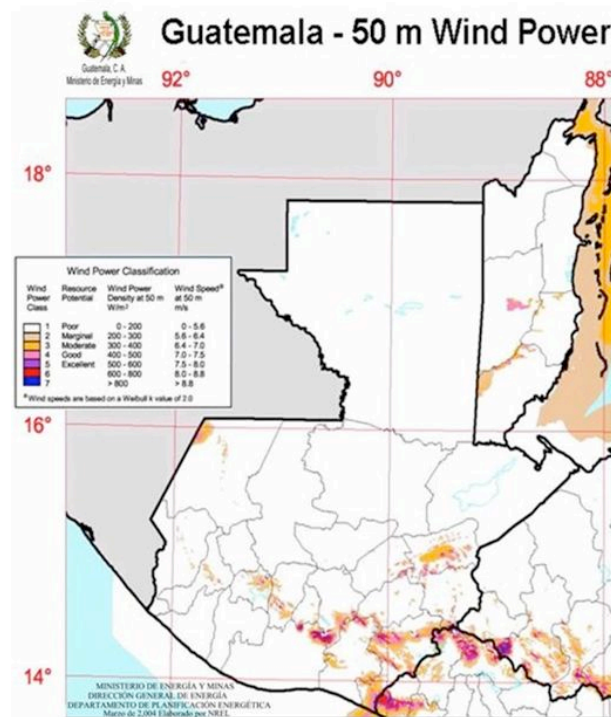 Guatemala - 50 m Wind Power
Guatemala, C. A.
Ministerio de Energía y Minas
92°
90°
88°
18°
Wind Power Classification
Wind Power Class
Resource Potential
Wind Power Density at 50 m W/m²
Wind Speedª at 50 m m/s
1 Poor 0 - 200 0 - 5.6
2 Marginal 200 - 300 5.6 - 6.4
3 Moderate 300 - 400 6.4 - 7.0
4 Good 400 - 500 7.0 - 7.5
5 Excellent 500 - 600 7.5 - 8.0
6 600 - 800 8.0 - 8.8
7 > 800 > 8.8
ªWind speeds are based on a Weibull k value of 2.0
16°
14°
MINISTERIO DE ENERGÍA Y MINAS
DIRECCIÓN GENERAL DE ENERGÍA
DEPARTAMENTO DE PLANIFICACIÓN ENERGÉTICA
Marzo de 2,004 Elaborado por NREL